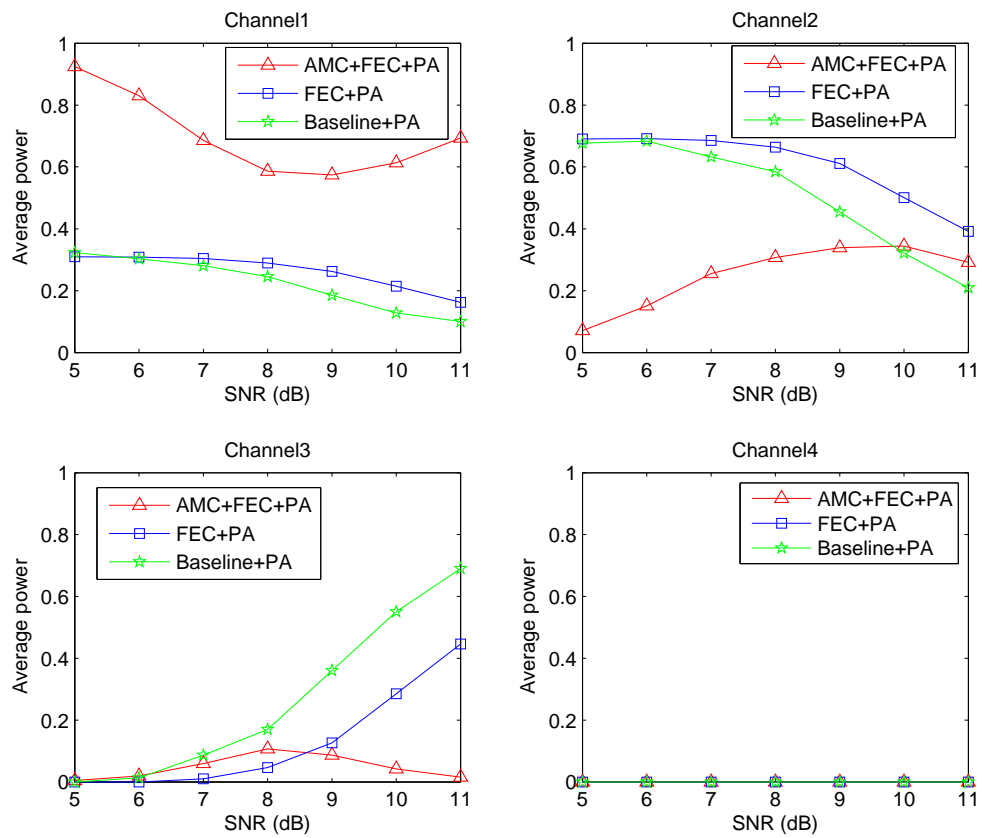 Channel1
1
0.8
0.6
0.4
0.2
0
Average power
5 6 7 8 9 10 11
SNR (dB)
AMC+FEC+PA
FEC+PA
Baseline+PA
Channel2
1
0.8
0.6
0.4
0.2
0
Average power
5 6 7 8 9 10 11
SNR (dB)
AMC+FEC+PA
FEC+PA
Baseline+PA
Channel3
1
0.8
0.6
0.4
0.2
0
Average power
5 6 7 8 9 10 11
SNR (dB)
AMC+FEC+PA
FEC+PA
Baseline+PA
Channel4
1
0.8
0.6
0.4
0.2
0
Average power
5 6 7 8 9 10 11
SNR (dB)
AMC+FEC+PA
FEC+PA
Baseline+PA